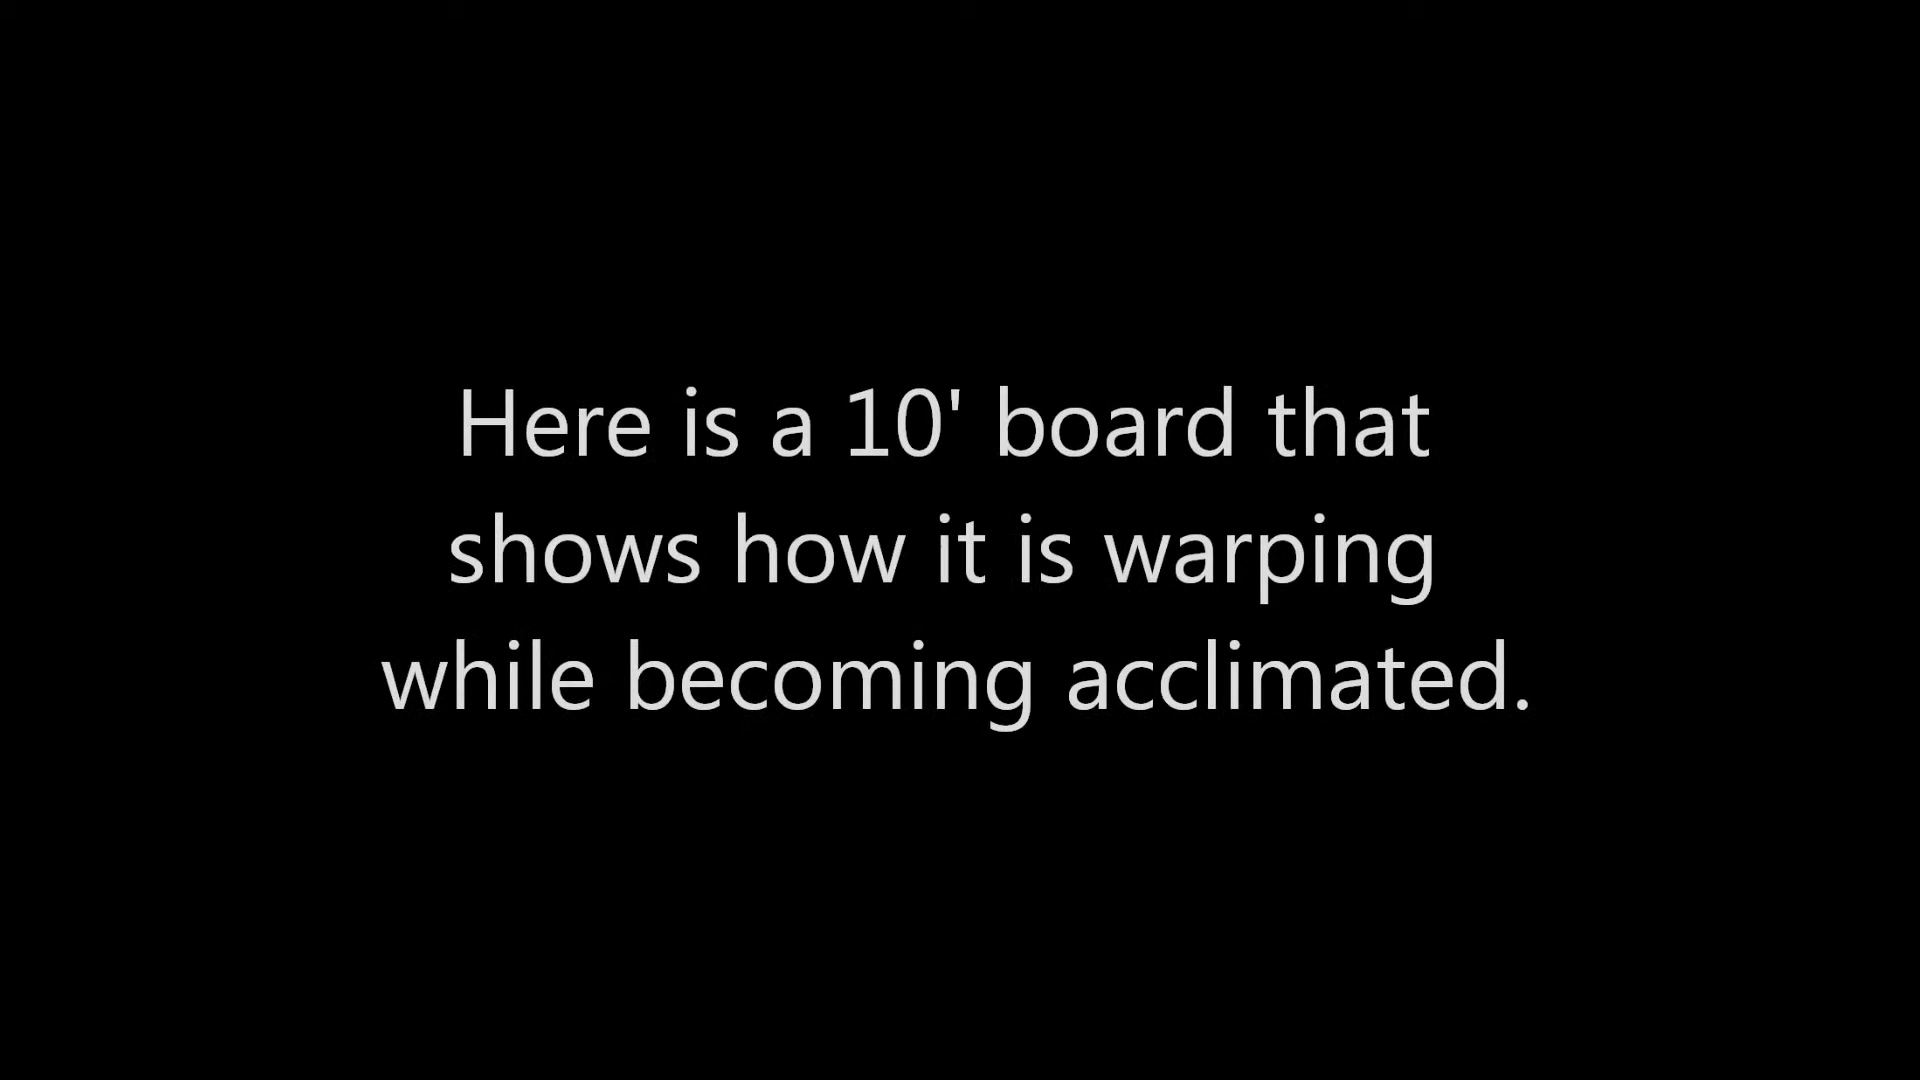 Here is a 10' board that
shows how it is warping
while becoming acclimated.